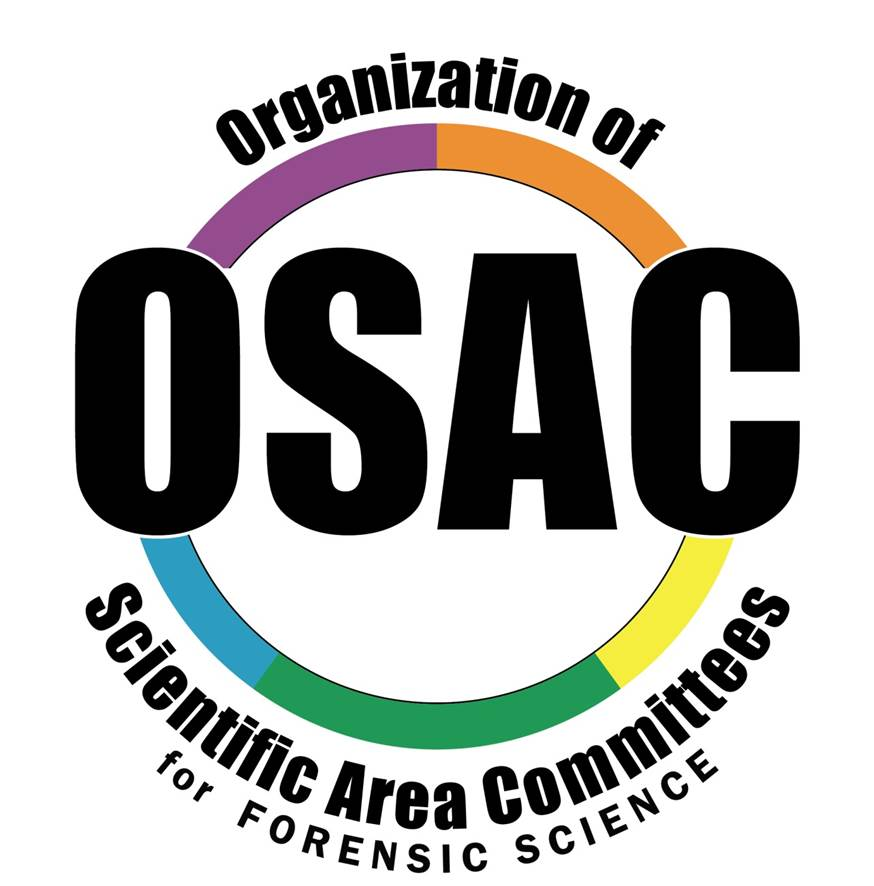 Organization of
OSAC
Scientific Area Committees
for FORENSIC SCIENCE